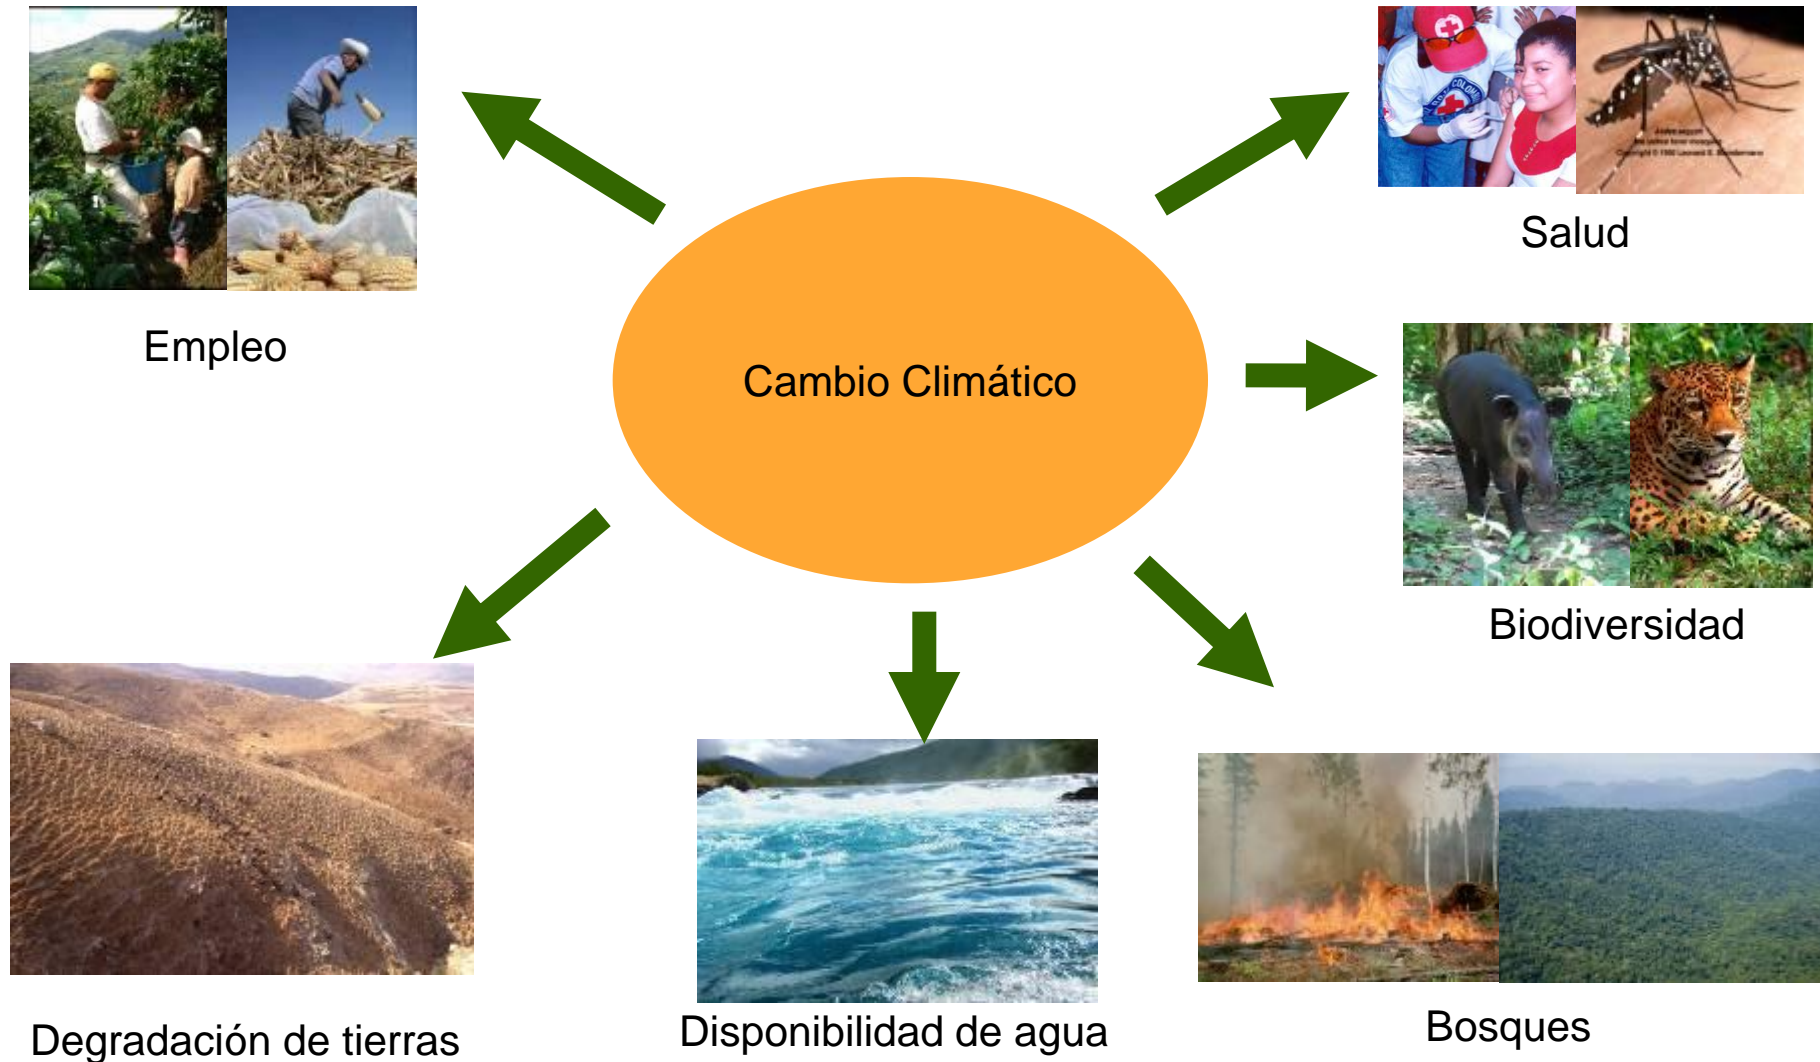 Salud
Empleo
Cambio Climático
Biodiversidad
Degradación de tierras
Disponibilidad de agua
Bosques